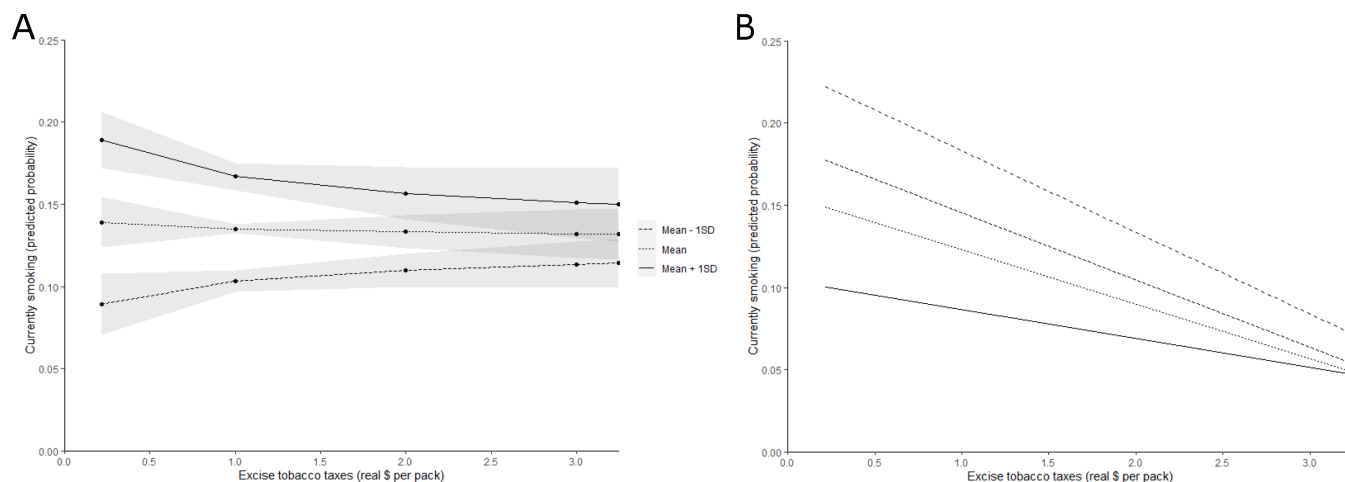 A
Currently smoking (predicted probability)
0.25
0.20
0.15
0.10
0.05
0.00
0.0 0.5 1.0 1.5 2.0 2.5 3.0
Excise tobacco taxes (real $ per pack)
Mean - 1SD
Mean
Mean + 1SD
B
Currently smoking (predicted probability)
0.25
0.20
0.15
0.10
0.05
0.00
0.0 0.5 1.0 1.5 2.0 2.5 3.0
Excise tobacco taxes (real $ per pack)